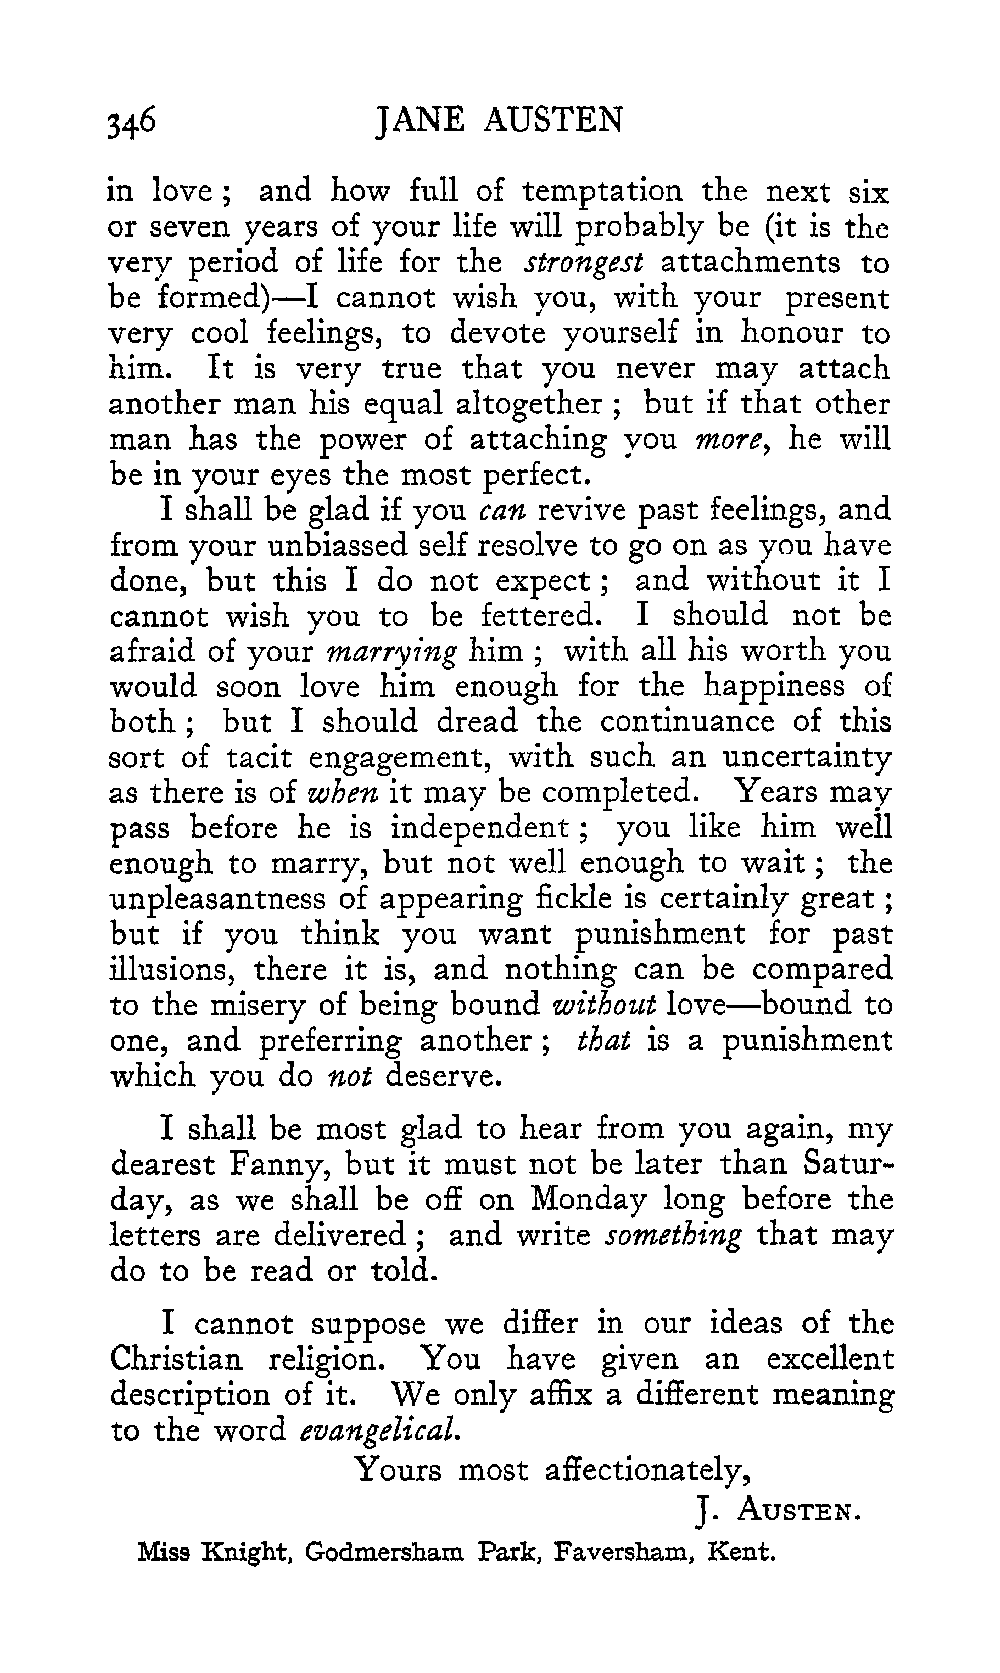 346 JANE AUSTEN
in love ; and how full of temptation the next six
or seven years of your life will probably be (it is the
very period of life for the strongest attachments to
be formed)—I cannot wish you, with your present
very cool feelings, to devote yourself in honour to
him. It is very true that you never may attach
another man his equal altogether ; but if that other
man has the power of attaching you more, he will
be in your eyes the most perfect.
I shall be glad if you can revive past feelings, and
from your unbiassed self resolve to go on as you have
done, but this I do not expect ; and without it I
cannot wish you to be fettered. I should not be
afraid of your marrying him ; with all his worth you
would soon love him enough for the happiness of
both ; but I should dread the continuance of this
sort of tacit engagement, with such an uncertainty
as there is of when it may be completed. Years may
pass before he is independent ; you like him well
enough to marry, but not well enough to wait ; the
unpleasantness of appearing fickle is certainly great ;
but if you think you want punishment for past
illusions, there it is, and nothing can be compared
to the misery of being bound without love—bound to
one, and preferring another ; that is a punishment
which you do not deserve.
I shall be most glad to hear from you again, my
dearest Fanny, but it must not be later than Satur-
day, as we shall be off on Monday long before the
letters are delivered ; and write something that may
do to be read or told.
I cannot suppose we differ in our ideas of the
Christian religion. You have given an excellent
description of it. We only affix a different meaning
to the word evangelical.
Yours most affectionately,
J. AUSTEN.
Miss Knight, Godmersham Park, Faversham, Kent.